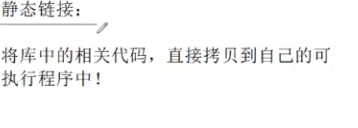 静态链接：
将库中的相关代码，直接拷贝到自己的可
执行程序中！